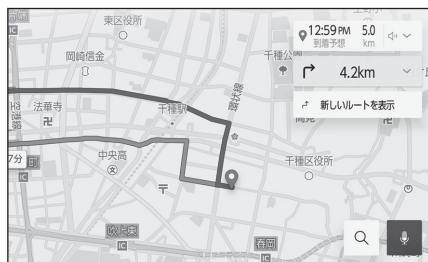 東区役所
12:59 PM
到着予想
5.0
km
岡崎信金
千種公
4.2km
環状線
新しいルートを表示
法華寺
千種駅
7分
中央高
千種区役所
吹上東
IC
春岡
IC
IC